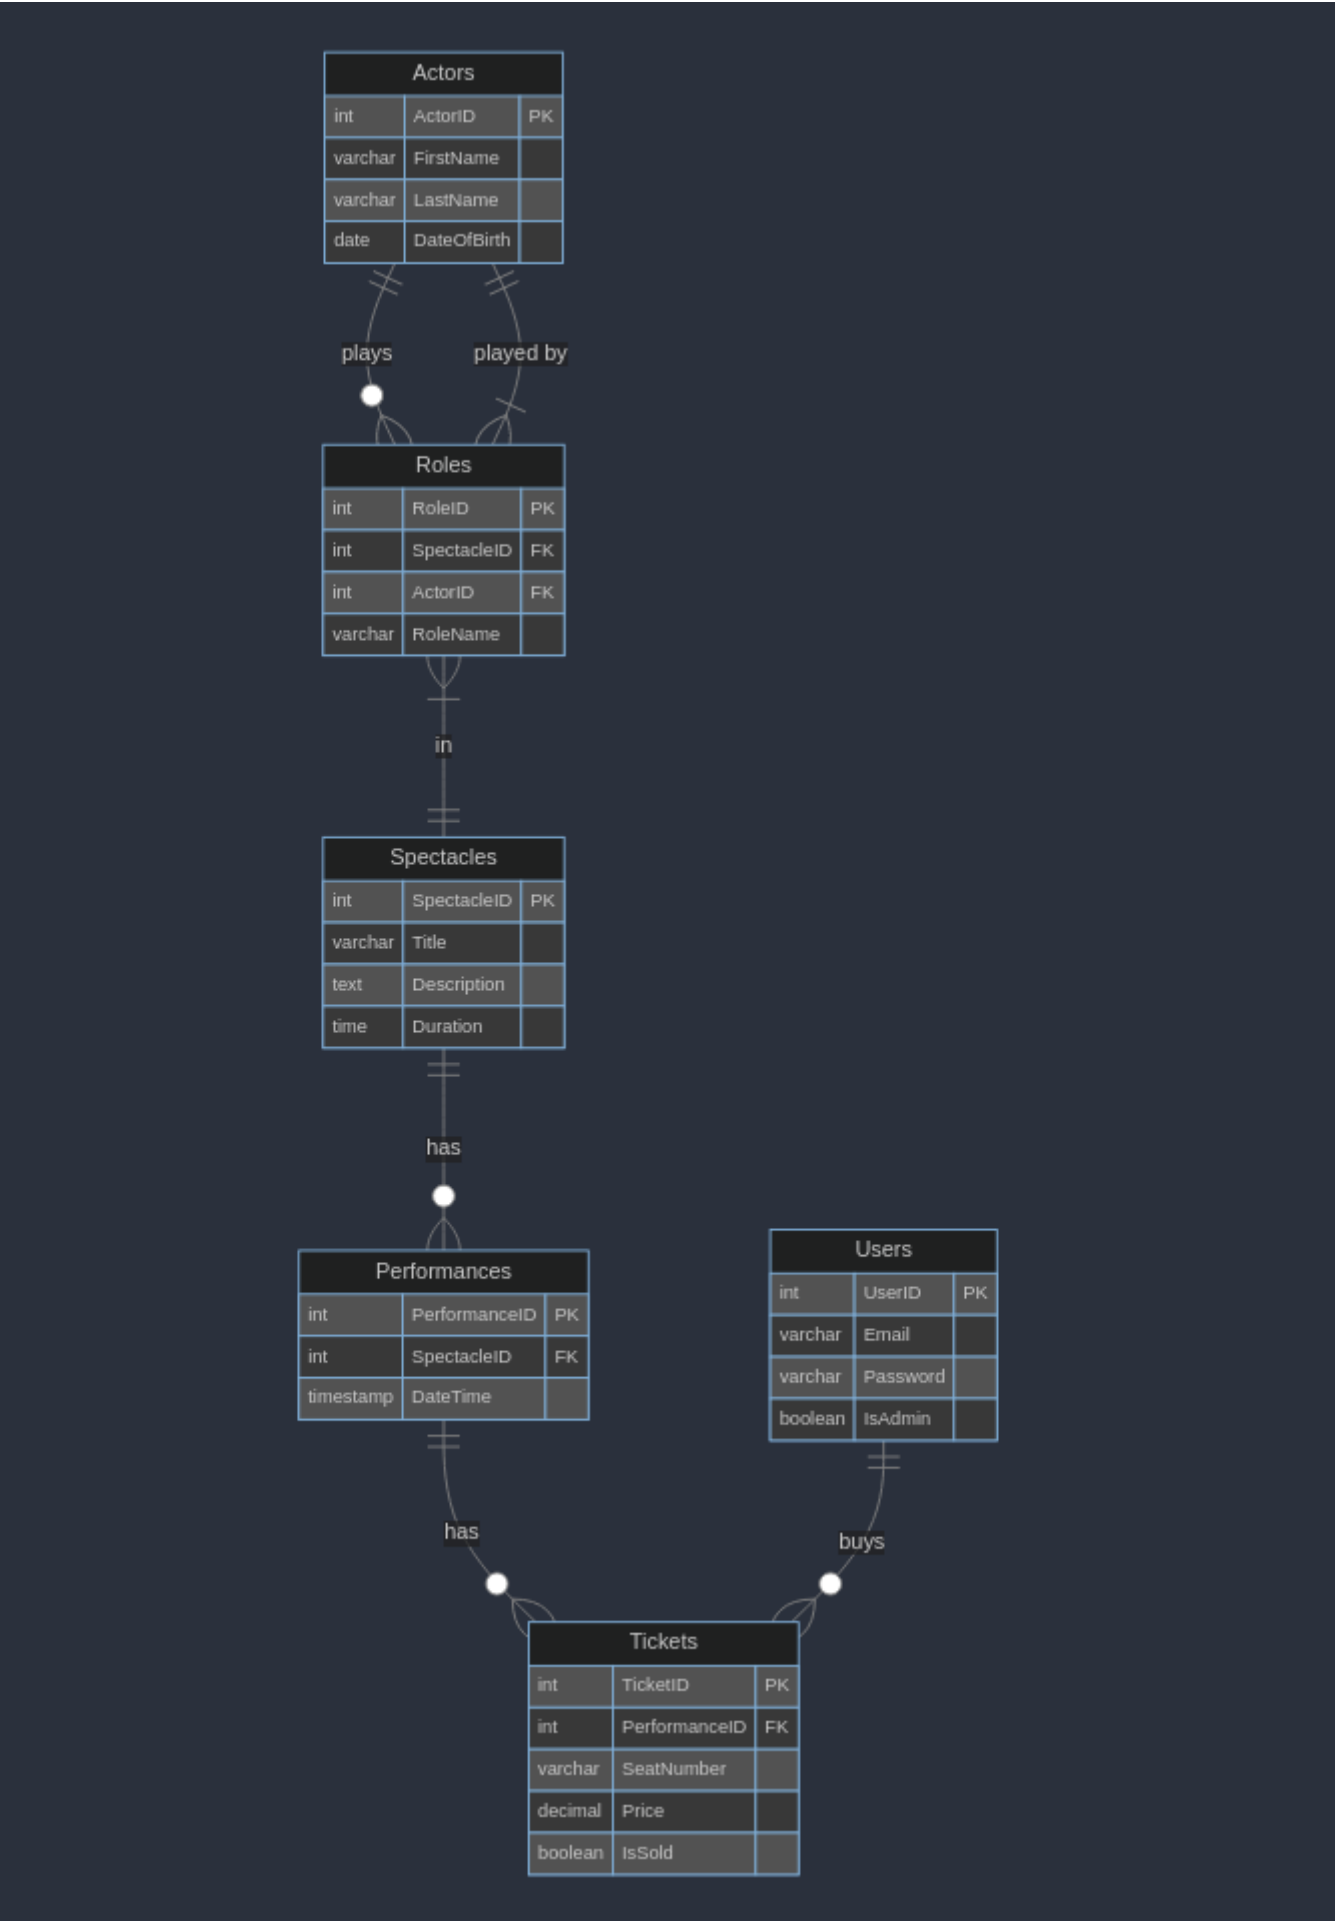 Actors
int ActorID PK
varchar FirstName
varchar LastName
date DateOfBirth
plays played by
Roles
int RoleID PK
int SpectacleID FK
int ActorID FK
varchar RoleName
in
Spectacles
int SpectacleID PK
varchar Title
text Description
time Duration
has
Performances
int PerformanceID PK
int SpectacleID FK
timestamp DateTime
Users
int UserID PK
varchar Email
varchar Password
boolean IsAdmin
has
buys
Tickets
int TicketID PK
int PerformanceID FK
varchar SeatNumber
decimal Price
boolean IsSold